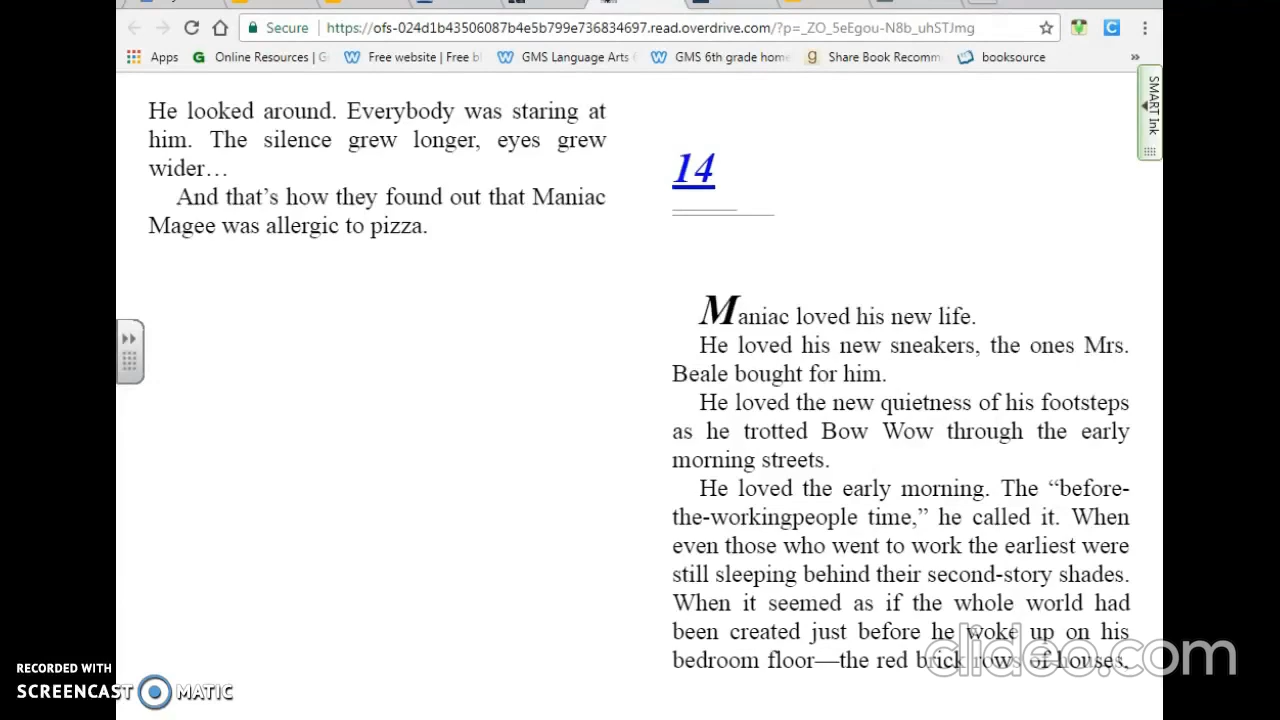 Secure
https://ofs-024d1b43506087b4e5b799e736834697.read.overdrive.com/?p=_ZO_5eEgou-N8b_uhSTJmg
Apps
Online Resources | G
Free website | Free bl
GMS Language Arts
GMS 6th grade home
Share Book Recomm
booksource
»
SMART Ink
He looked around. Everybody was staring at
him. The silence grew longer, eyes grew
wider…
And that’s how they found out that Maniac
Magee was allergic to pizza.
14
Maniac loved his new life.
He loved his new sneakers, the ones Mrs.
Beale bought for him.
He loved the new quietness of his footsteps
as he trotted Bow Wow through the early
morning streets.
He loved the early morning. The “before-
the-workingpeople time,” he called it. When
even those who went to work the earliest were
still sleeping behind their second-story shades.
When it seemed as if the whole world had
been created just before he woke up on his
bedroom floor—the red brick rows of houses,
clideo.com
RECORDED WITH
SCREENCAST MATIC